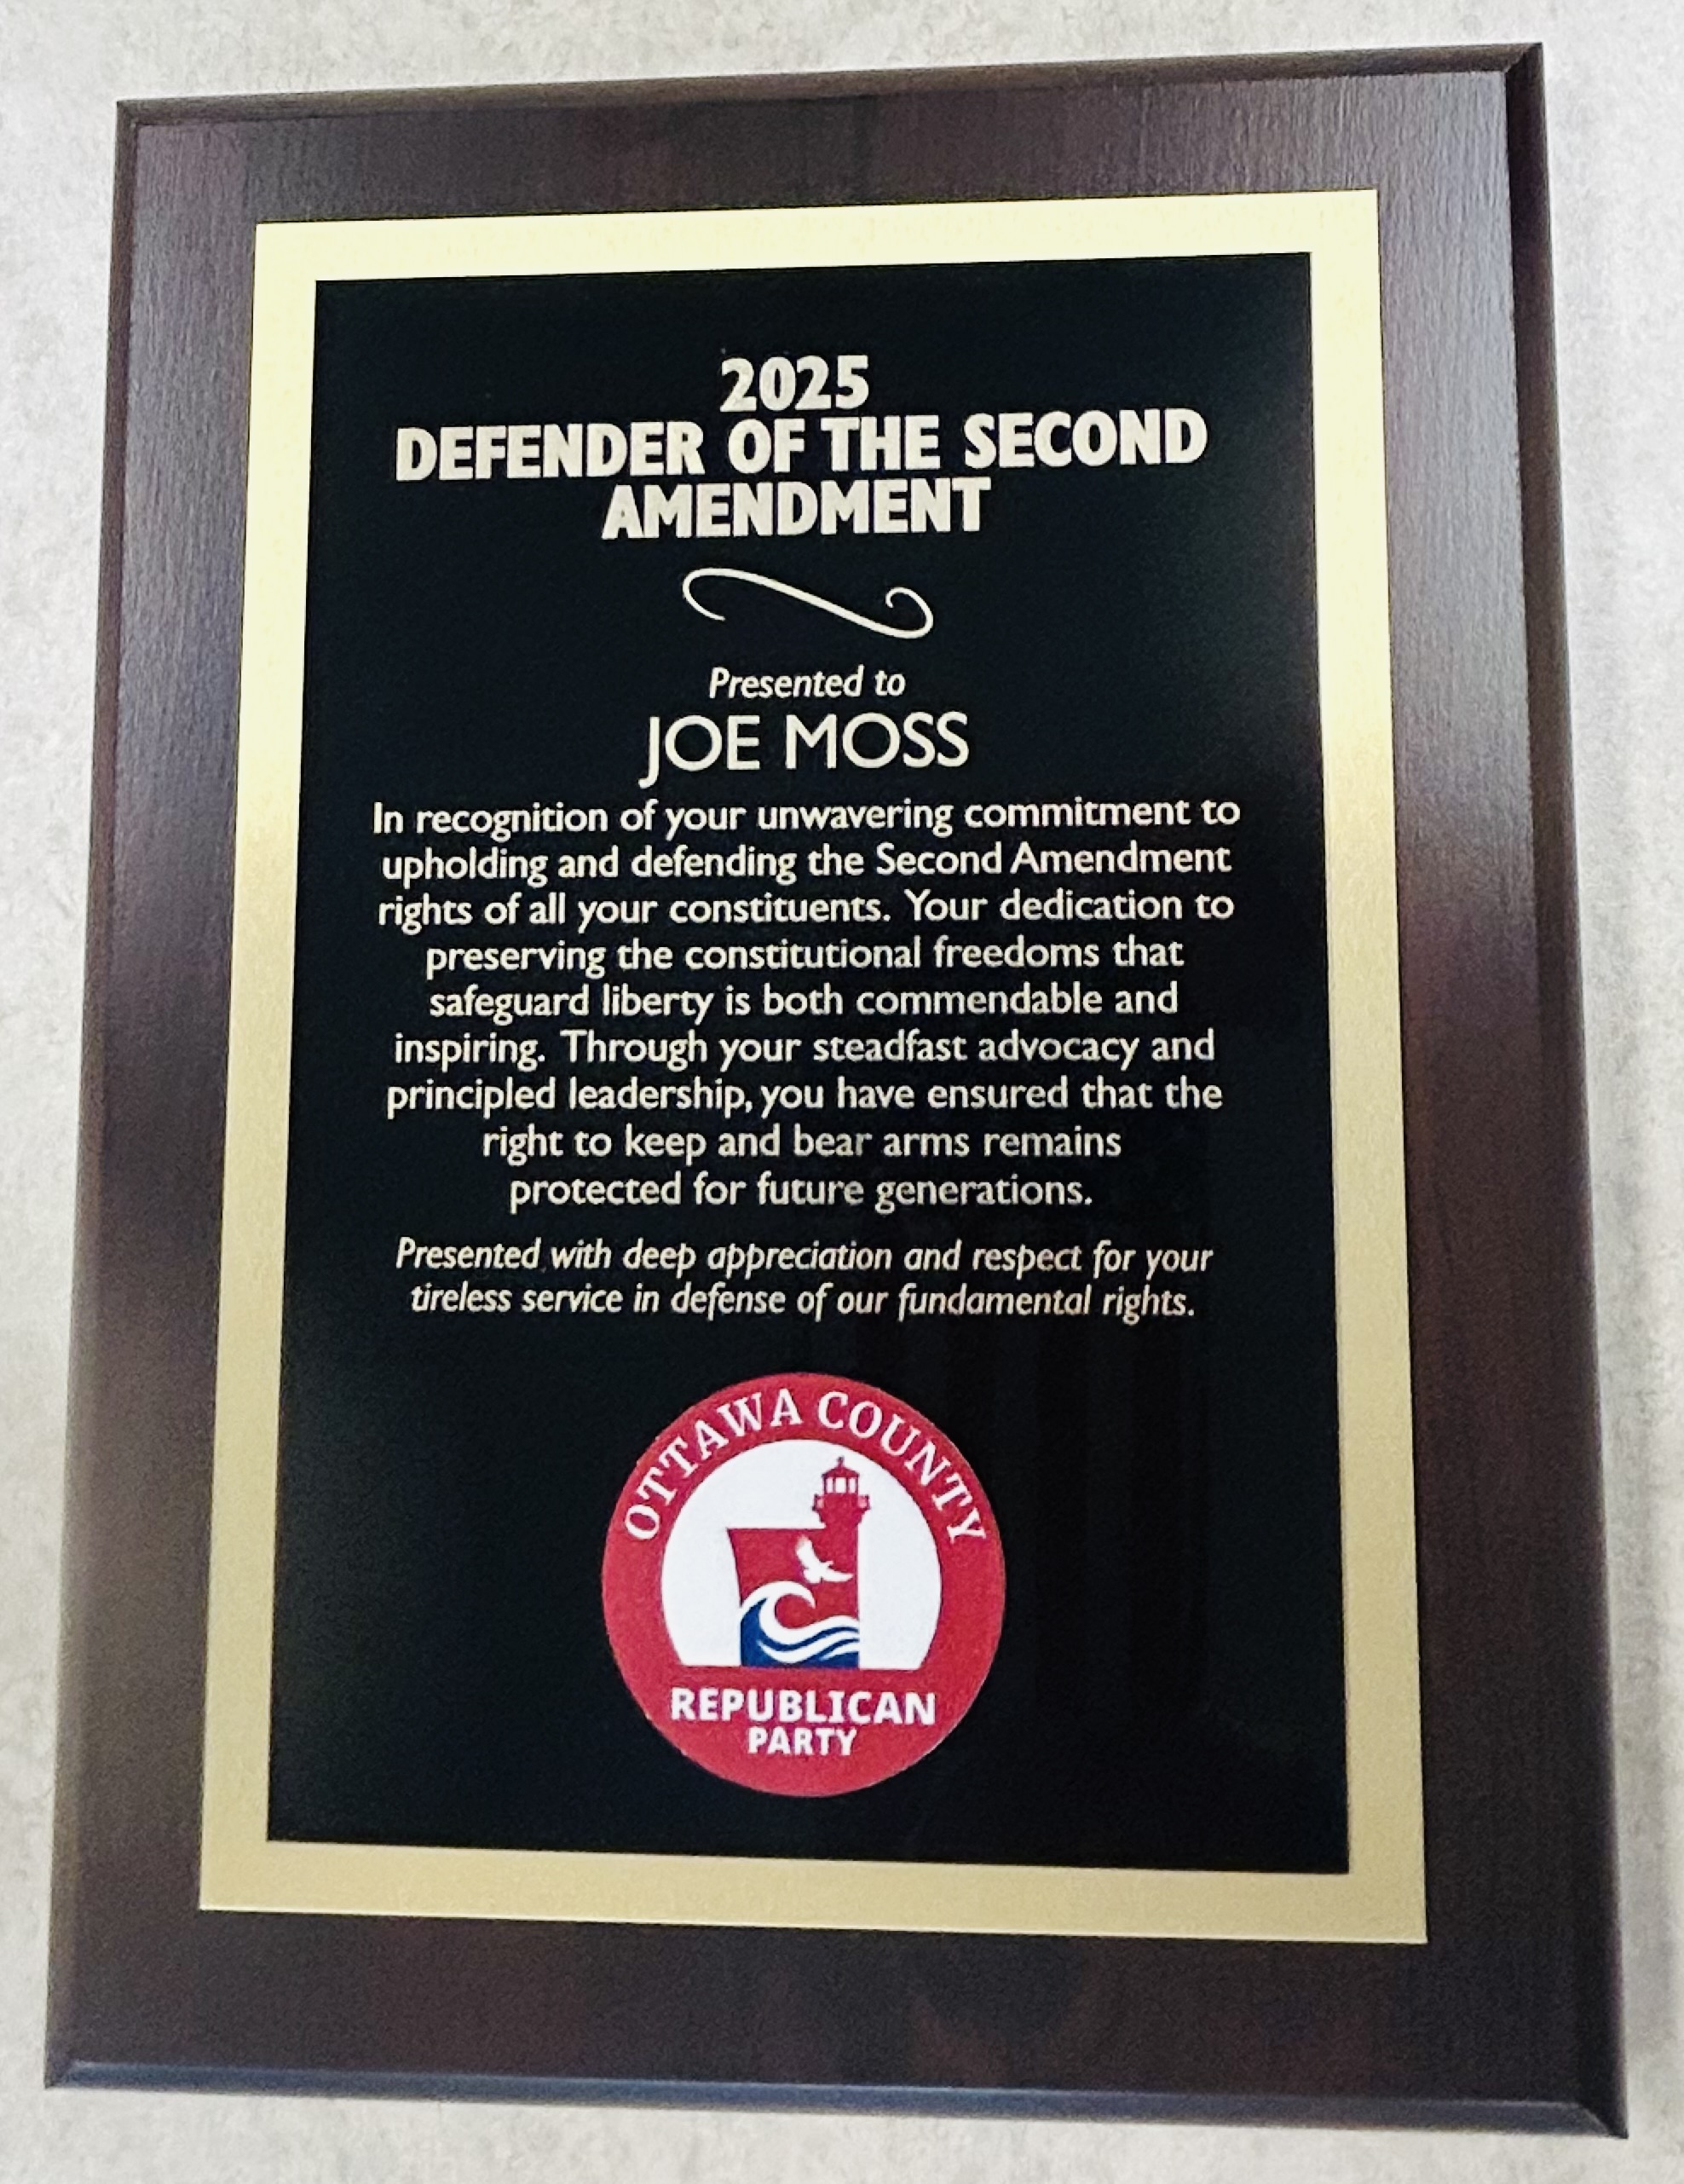 2025
DEFENDER OF THE SECOND
AMENDMENT
Presented to
JOE MOSS
In recognition of your unwavering commitment to
upholding and defending the Second Amendment
rights of all your constituents. Your dedication to
preserving the constitutional freedoms that
safeguard liberty is both commendable and
inspiring. Through your steadfast advocacy and
principled leadership, you have ensured that the
right to keep and bear arms remains
protected for future generations.
Presented with deep appreciation and respect for your
tireless service in defense of our fundamental rights.
OTTAWA COUNTY
REPUBLICAN
PARTY